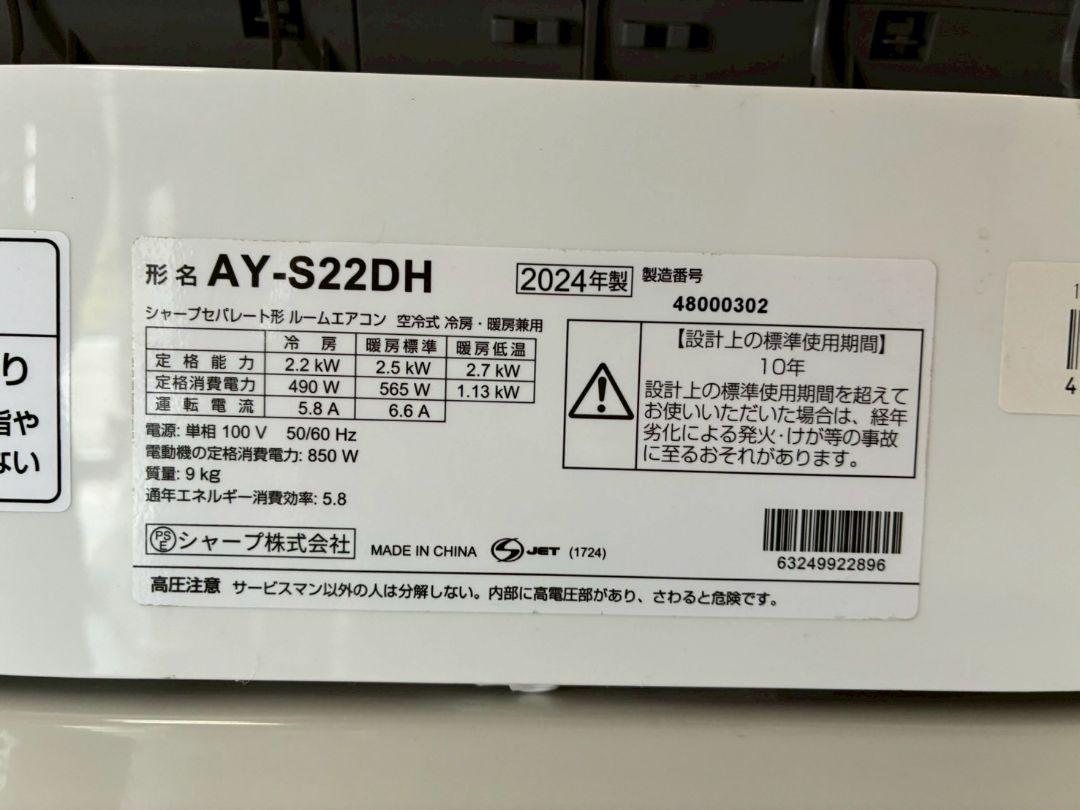 形名 AY-S22DH 2024年製 製造番号
48000302
シャープセパレート形 ルームエアコン 空冷式 冷房・暖房兼用
冷房 暖房標準 暖房低温
定格能力 2.2 kW 2.5 kW 2.7 kW
定格消費電力 490 W 565 W 1.13 kW
運転電流 5.8 A 6.6 A
電源: 単相 100 V 50/60 Hz
電動機の定格消費電力: 850 W
質量: 9 kg
通年エネルギー消費効率: 5.8
【設計上の標準使用期間】
10年
設計上の標準使用期間を超えて
お使いいただいた場合は、経年
劣化による発火・けが等の事故
に至るおそれがあります。
PSE シャープ株式会社 MADE IN CHINA JET (1724)
63249922896
高圧注意 サービスマン以外の人は分解しない。内部に高電圧部があり、さわると危険です。
り
旨や
ない
1
4